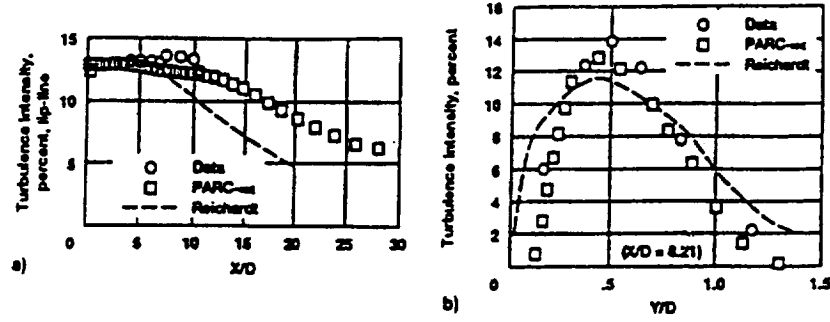 15
10
5
0
Turbulence intensity,
percent, lip-line
Data
PARC
Reichardt
0 5 10 15 20 25 30
X/D
a)
16
14
12
10
8
6
4
2
0
Turbulence intensity, percent
Data
PARC
Reichardt
(X/D = 8.21)
0 .5 1.0 1.5
Y/D
b)